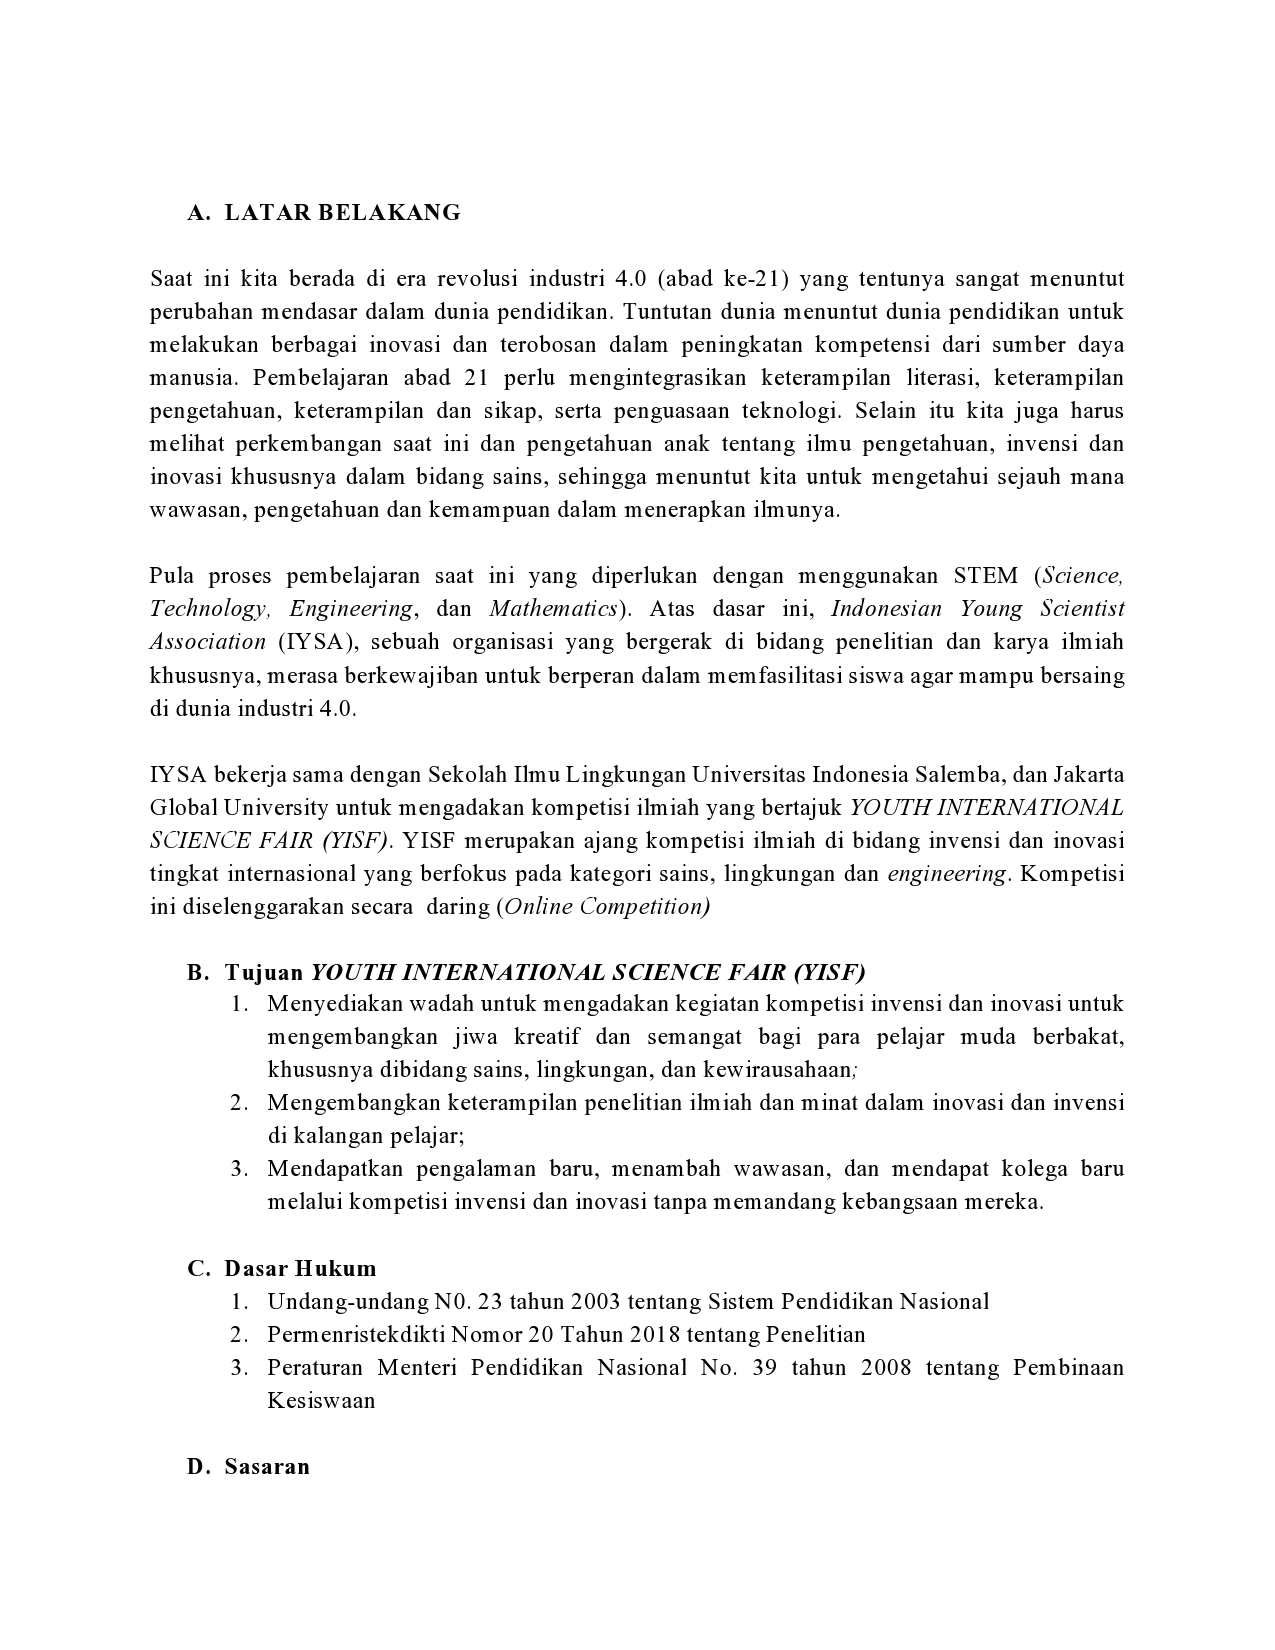 A. LATAR BELAKANG
Saat ini kita berada di era revolusi industri 4.0 (abad ke-21) yang tentunya sangat menuntut
perubahan mendasar dalam dunia pendidikan. Tuntutan dunia menuntut dunia pendidikan untuk
melakukan berbagai inovasi dan terobosan dalam peningkatan kompetensi dari sumber daya
manusia. Pembelajaran abad 21 perlu mengintegrasikan keterampilan literasi, keterampilan
pengetahuan, keterampilan dan sikap, serta penguasaan teknologi. Selain itu kita juga harus
melihat perkembangan saat ini dan pengetahuan anak tentang ilmu pengetahuan, invensi dan
inovasi khususnya dalam bidang sains, sehingga menuntut kita untuk mengetahui sejauh mana
wawasan, pengetahuan dan kemampuan dalam menerapkan ilmunya.
Pula proses pembelajaran saat ini yang diperlukan dengan menggunakan STEM (Science,
Technology, Engineering, dan Mathematics). Atas dasar ini, Indonesian Young Scientist
Association (IYSA), sebuah organisasi yang bergerak di bidang penelitian dan karya ilmiah
khususnya, merasa berkewajiban untuk berperan dalam memfasilitasi siswa agar mampu bersaing
di dunia industri 4.0.
IYSA bekerja sama dengan Sekolah Ilmu Lingkungan Universitas Indonesia Salemba, dan Jakarta
Global University untuk mengadakan kompetisi ilmiah yang bertajuk YOUTH INTERNATIONAL
SCIENCE FAIR (YISF). YISF merupakan ajang kompetisi ilmiah di bidang invensi dan inovasi
tingkat internasional yang berfokus pada kategori sains, lingkungan dan engineering. Kompetisi
ini diselenggarakan secara  daring (Online Competition)
B. Tujuan YOUTH INTERNATIONAL SCIENCE FAIR (YISF)
1. Menyediakan wadah untuk mengadakan kegiatan kompetisi invensi dan inovasi untuk
mengembangkan jiwa kreatif dan semangat bagi para pelajar muda berbakat,
khususnya dibidang sains, lingkungan, dan kewirausahaan;
2. Mengembangkan keterampilan penelitian ilmiah dan minat dalam inovasi dan invensi
di kalangan pelajar;
3. Mendapatkan pengalaman baru, menambah wawasan, dan mendapat kolega baru
melalui kompetisi invensi dan inovasi tanpa memandang kebangsaan mereka.
C. Dasar Hukum
1. Undang-undang N0. 23 tahun 2003 tentang Sistem Pendidikan Nasional
2. Permenristekdikti Nomor 20 Tahun 2018 tentang Penelitian
3. Peraturan Menteri Pendidikan Nasional No. 39 tahun 2008 tentang Pembinaan
Kesiswaan
D. Sasaran